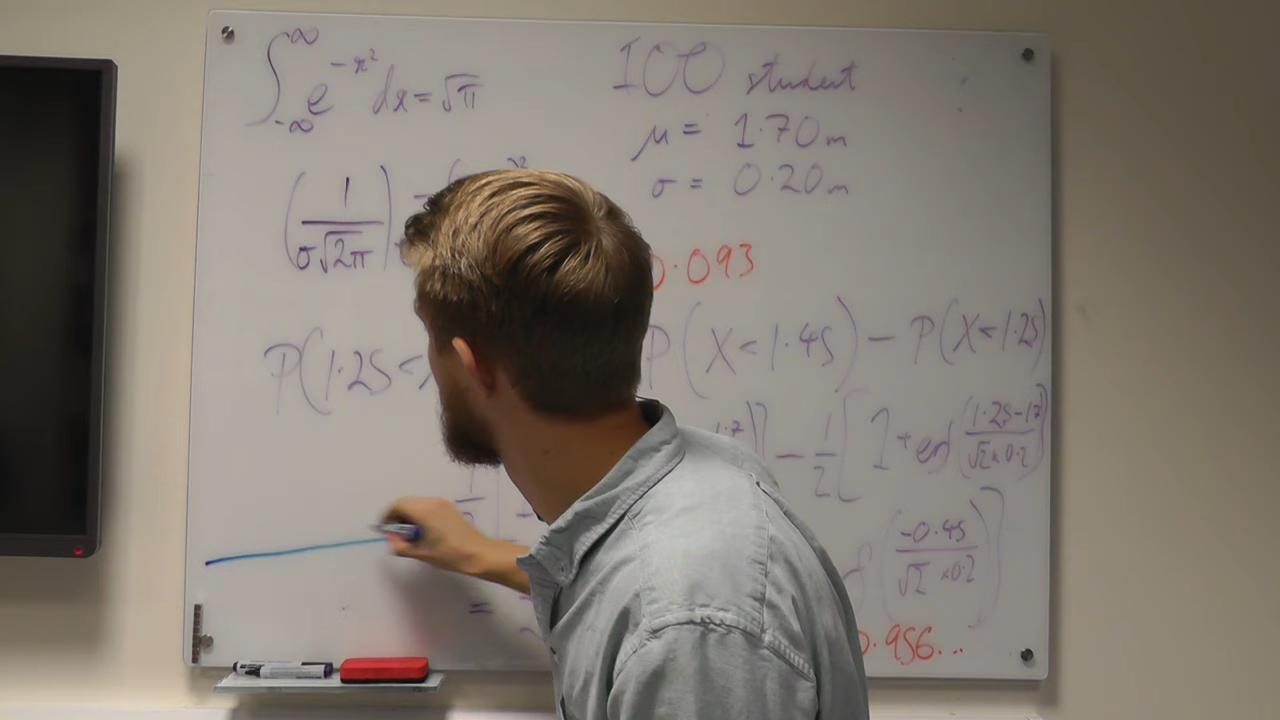 ∫_{-∞}^{∞} e^{-x²} dx = √π
100 student
μ = 1.70m
σ = 0.20m
(1/(σ√2π))
0.093
P(1.25<
P(X<1.45) - P(X<1.25)
1.7)] - 1/2 [1 + erf((1.25-1.7)/(√2×0.2))
(-0.45/(√2 ×0.2))]
=
0.956...